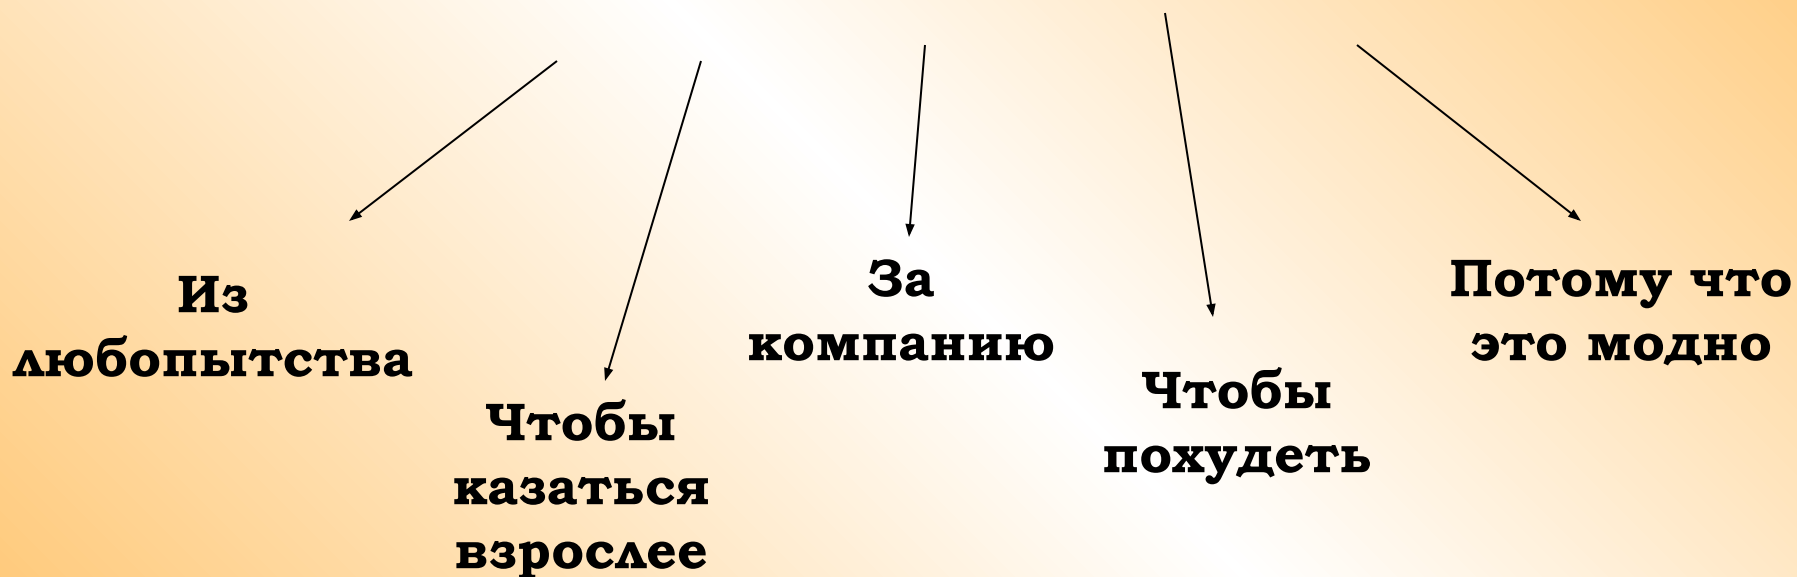 Из
любопытства
Чтобы
казаться
взрослее
За
компанию
Чтобы
похудеть
Потому что
это модно